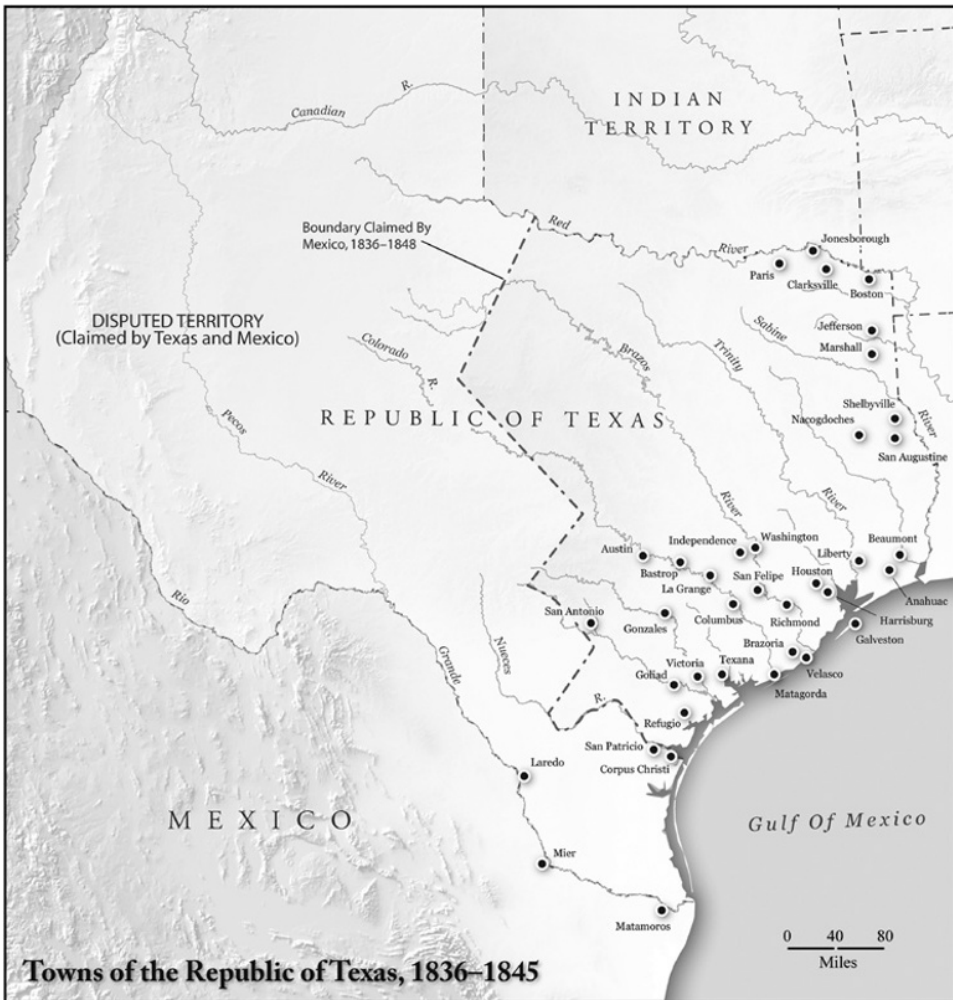 INDIAN
TERRITORY
Canadian
R.
Boundary Claimed By
Mexico, 1836–1848
Red
River
Jonesborough
Paris
Clarksville
Boston
DISPUTED TERRITORY
(Claimed by Texas and Mexico)
Jefferson
Marshall
Sabine
Trinity
Brazos
Colorado
R.
REPUBLIC OF TEXAS
Pecos
River
Shelbyville
Nacogdoches
River
San Augustine
River
River
Austin
Independence
Washington
Beaumont
Bastrop
Liberty
La Grange
San Felipe
Houston
Anahuac
Rio
San Antonio
Gonzales
Columbus
Richmond
Harrisburg
Galveston
Grande
Nueces
Brazoria
Victoria
Texana
Velasco
Goliad
Matagorda
R.
Refugio
San Patricio
Corpus Christi
Laredo
MEXICO
Gulf Of Mexico
Mier
Matamoros
0 40 80
Miles
Towns of the Republic of Texas, 1836–1845